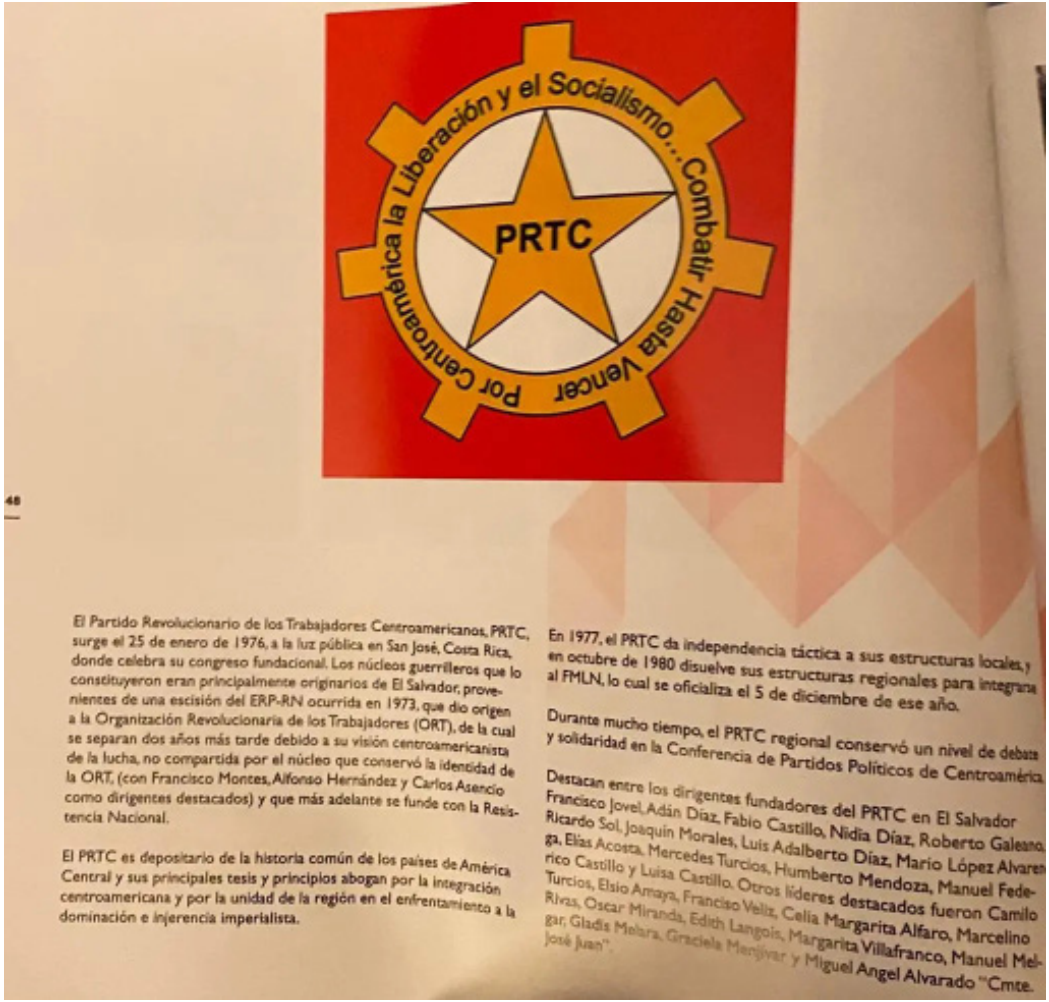 Por Centroamérica la Liberación y el Socialismo...Combatir Hasta Vencer
PRTC
48
El Partido Revolucionario de los Trabajadores Centroamericanos, PRTC,
surge el 25 de enero de 1976, a la luz pública en San José, Costa Rica,
donde celebra su congreso fundacional. Los núcleos guerrilleros que lo
constituyeron eran principalmente originarios de El Salvador, prove-
nientes de una escisión del ERP-RN ocurrida en 1973, que dio origen
a la Organización Revolucionaria de los Trabajadores (ORT), de la cual
se separan dos años más tarde debido a su visión centroamericanista
de la lucha, no compartida por el núcleo que conservó la identidad de
la ORT, (con Francisco Montes, Alfonso Hernández y Carlos Asencio
como dirigentes destacados) y que más adelante se funde con la Resis-
tencia Nacional.
El PRTC es depositario de la historia común de los países de América
Central y sus principales tesis y principios abogan por la integración
centroamericana y por la unidad de la región en el enfrentamiento a la
dominación e injerencia imperialista.
En 1977, el PRTC da independencia táctica a sus estructuras locales, y
en octubre de 1980 disuelve sus estructuras regionales para integrarse
al FMLN, lo cual se oficializa el 5 de diciembre de ese año.
Durante mucho tiempo, el PRTC regional conservó un nivel de debate
y solidaridad en la Conferencia de Partidos Políticos de Centroamérica.
Destacan entre los dirigentes fundadores del PRTC en El Salvador
Francisco Jovel, Adán Díaz, Fabio Castillo, Nidia Díaz, Roberto Galeano,
Ricardo Sol, Joaquín Morales, Luis Adalberto Díaz, Mario López Alvaren
ga, Elías Acosta, Mercedes Turcios, Humberto Mendoza, Manuel Fede-
rico Castillo y Luisa Castillo. Otros líderes destacados fueron Camilo
Turcios, Elsio Amaya, Franciso Veliz, Celia Margarita Alfaro, Marcelino
Rivas, Oscar Miranda, Edith Langois, Margarita Villafranco, Manuel Mel-
gar, Gladis Melara, Graciela Menjivar y Miguel Angel Alvarado "Cmte.
José Juan".